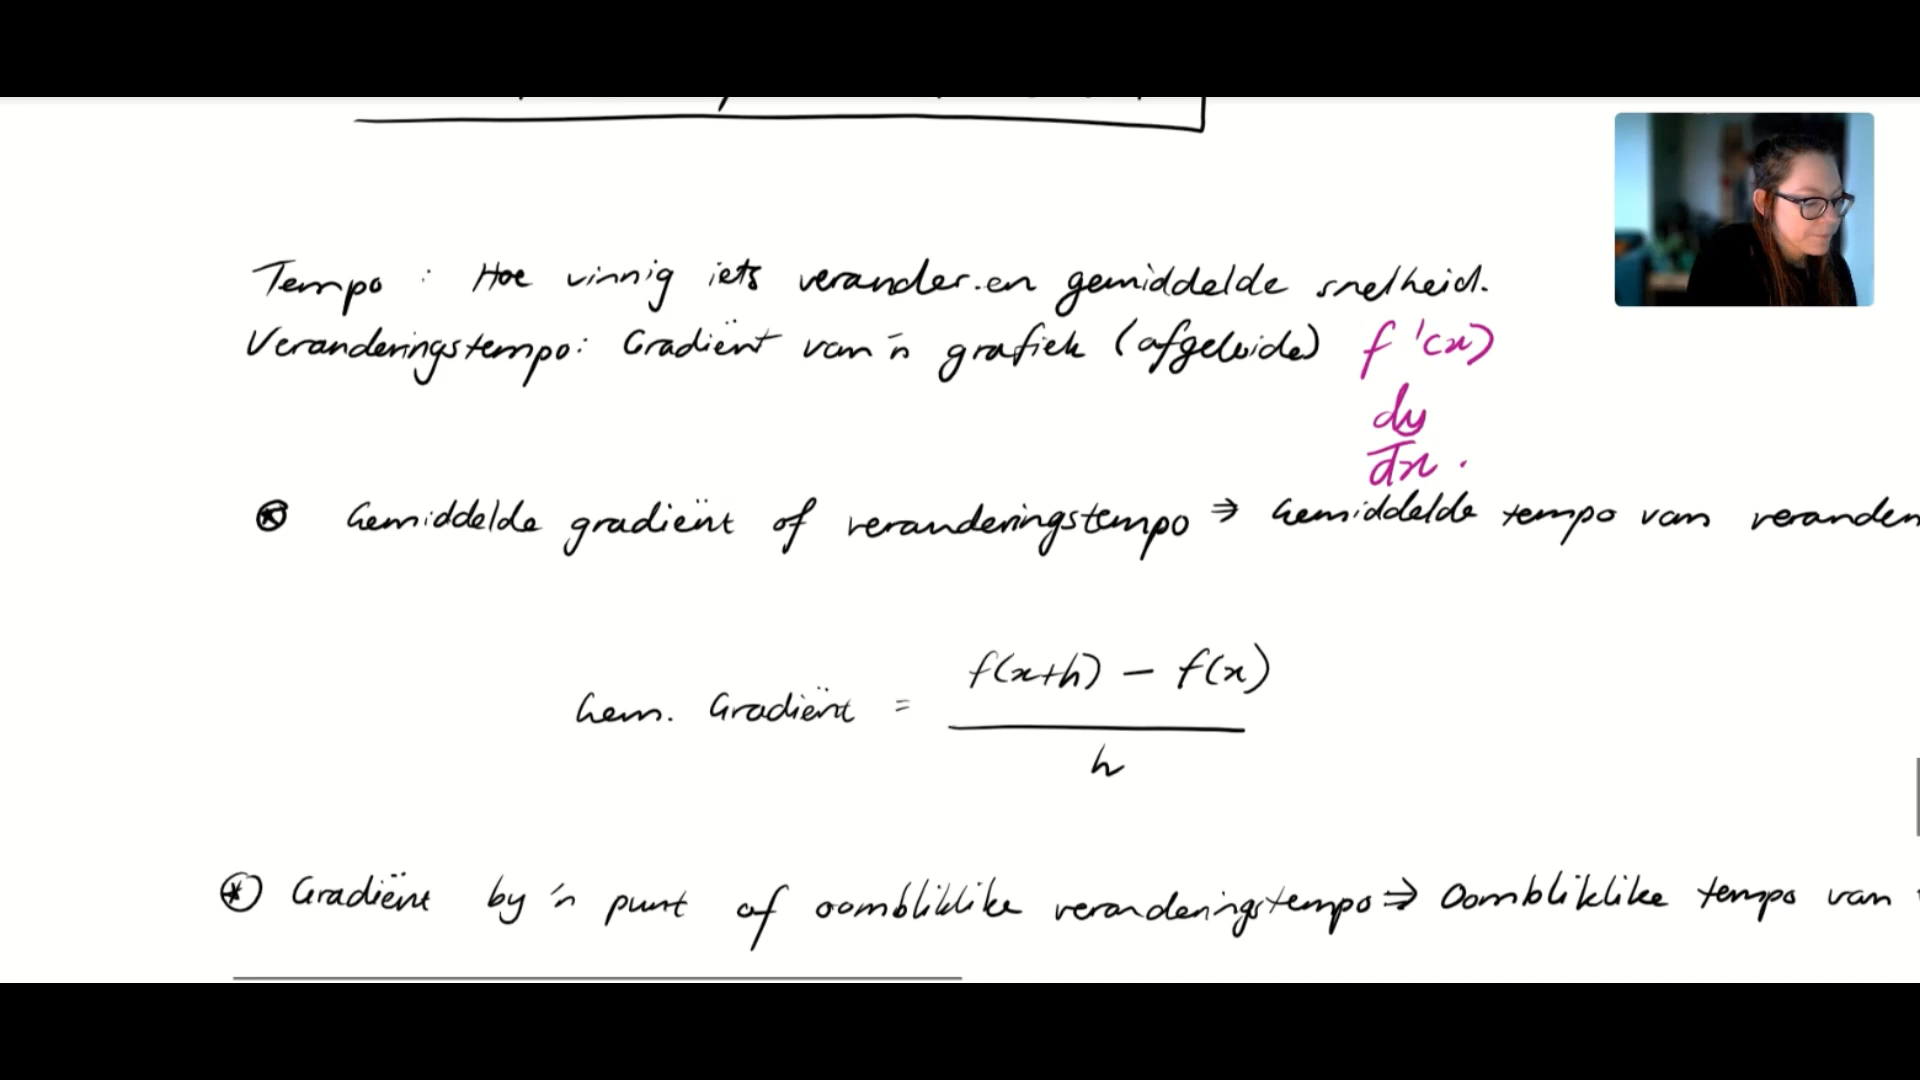 Tempo : Hoe vinnig iets verander.en gemiddelde snelheid.
Veranderingstempo: Gradiënt van 'n grafiek (afgeleide) f'(x)
dy
dx .
⊛ Gemiddelde gradiënt of veranderingstempo ⇒ Gemiddelde tempo van veranderin
Gem. Gradiënt = f(x+h) - f(x)
h
⊛ Gradiënt by 'n punt of oombliklike veranderingstempo ⇒ Oombliklike tempo van